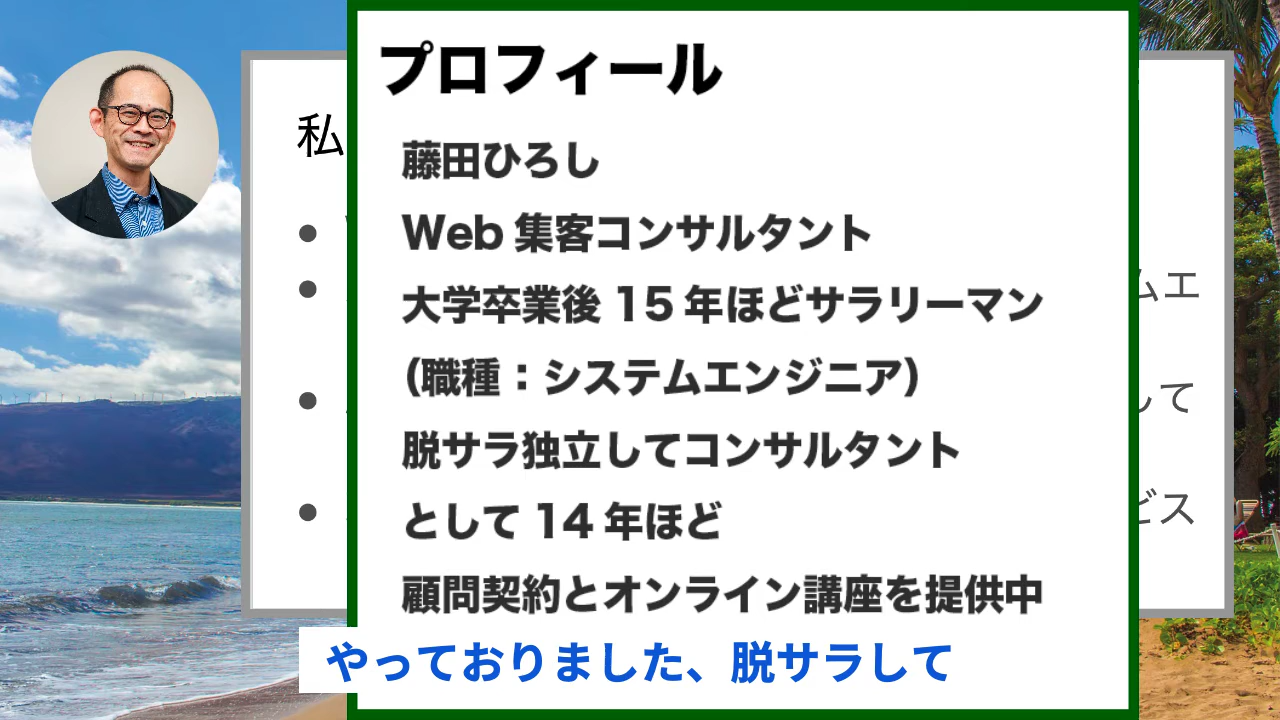 プロフィール
私
藤田ひろし
Web 集客コンサルタント
大学卒業後 15 年ほどサラリーマン
ムエ
（職種：システムエンジニア）
して
脱サラ独立してコンサルタント
として 14 年ほど
ビス
顧問契約とオンライン講座を提供中
やっておりました、脱サラして